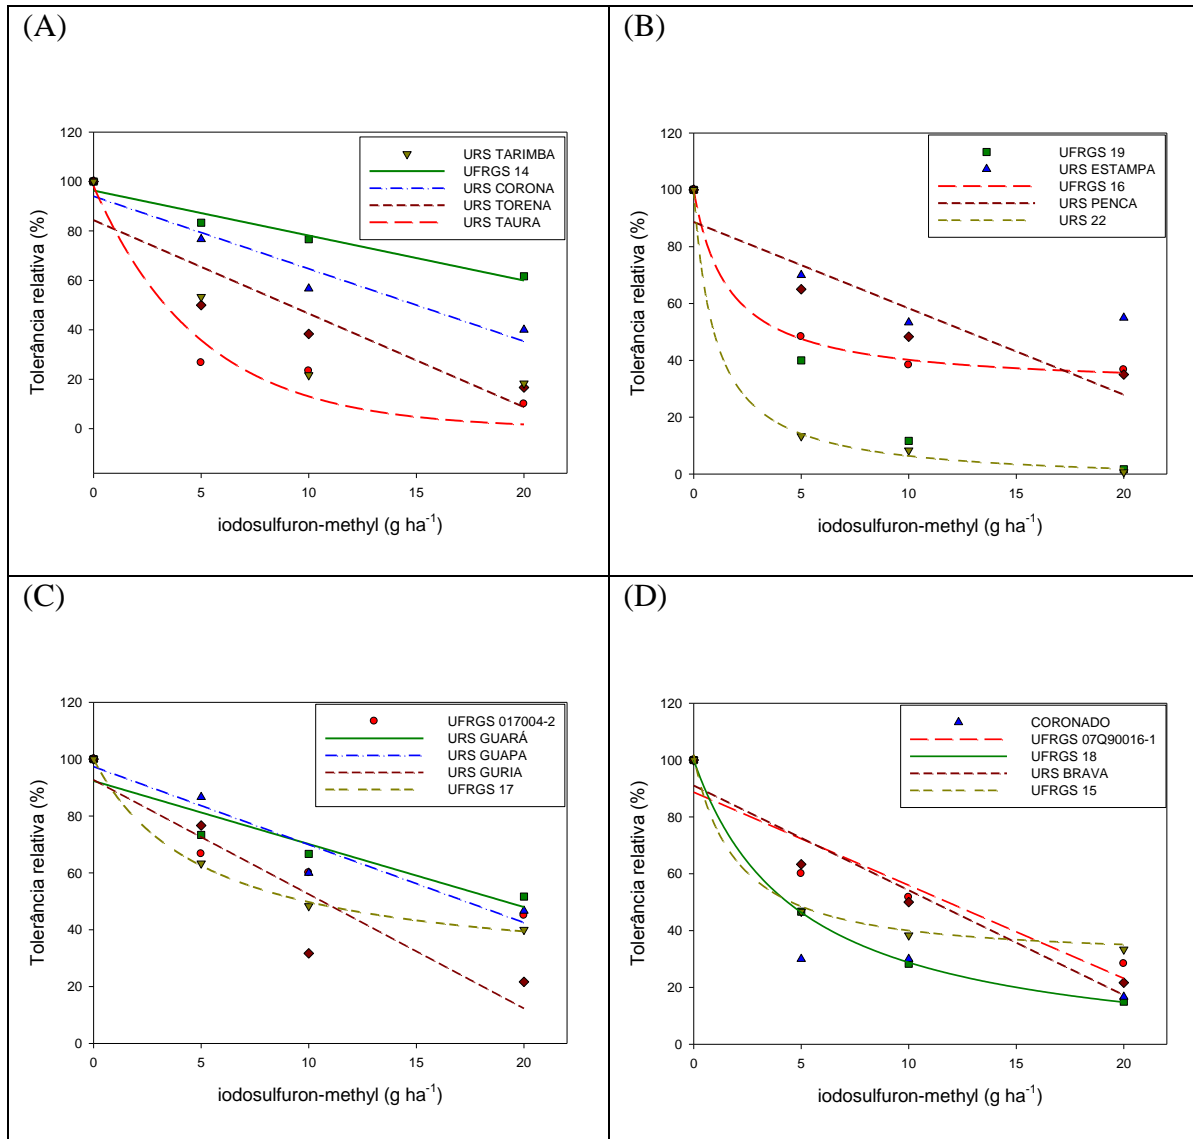 (A)
URS TARIMBA
UFRGS 14
URS CORONA
URS TORENA
URS TAURA
Tolerância relativa (%)
120
100
80
60
40
20
0
0 5 10 15 20
iodosulfuron-methyl (g ha⁻¹)
(B)
UFRGS 19
URS ESTAMPA
UFRGS 16
URS PENCA
URS 22
Tolerância relativa (%)
120
100
80
60
40
20
0
0 5 10 15 20
iodosulfuron-methyl (g ha⁻¹)
(C)
UFRGS 017004-2
URS GUARÁ
URS GUAPA
URS GURIA
UFRGS 17
Tolerância relativa (%)
120
100
80
60
40
20
0
0 5 10 15 20
iodosulfuron-methyl (g ha⁻¹)
(D)
CORONADO
UFRGS 07Q90016-1
UFRGS 18
URS BRAVA
UFRGS 15
Tolerância relativa (%)
120
100
80
60
40
20
0
0 5 10 15 20
iodosulfuron-methyl (g ha⁻¹)